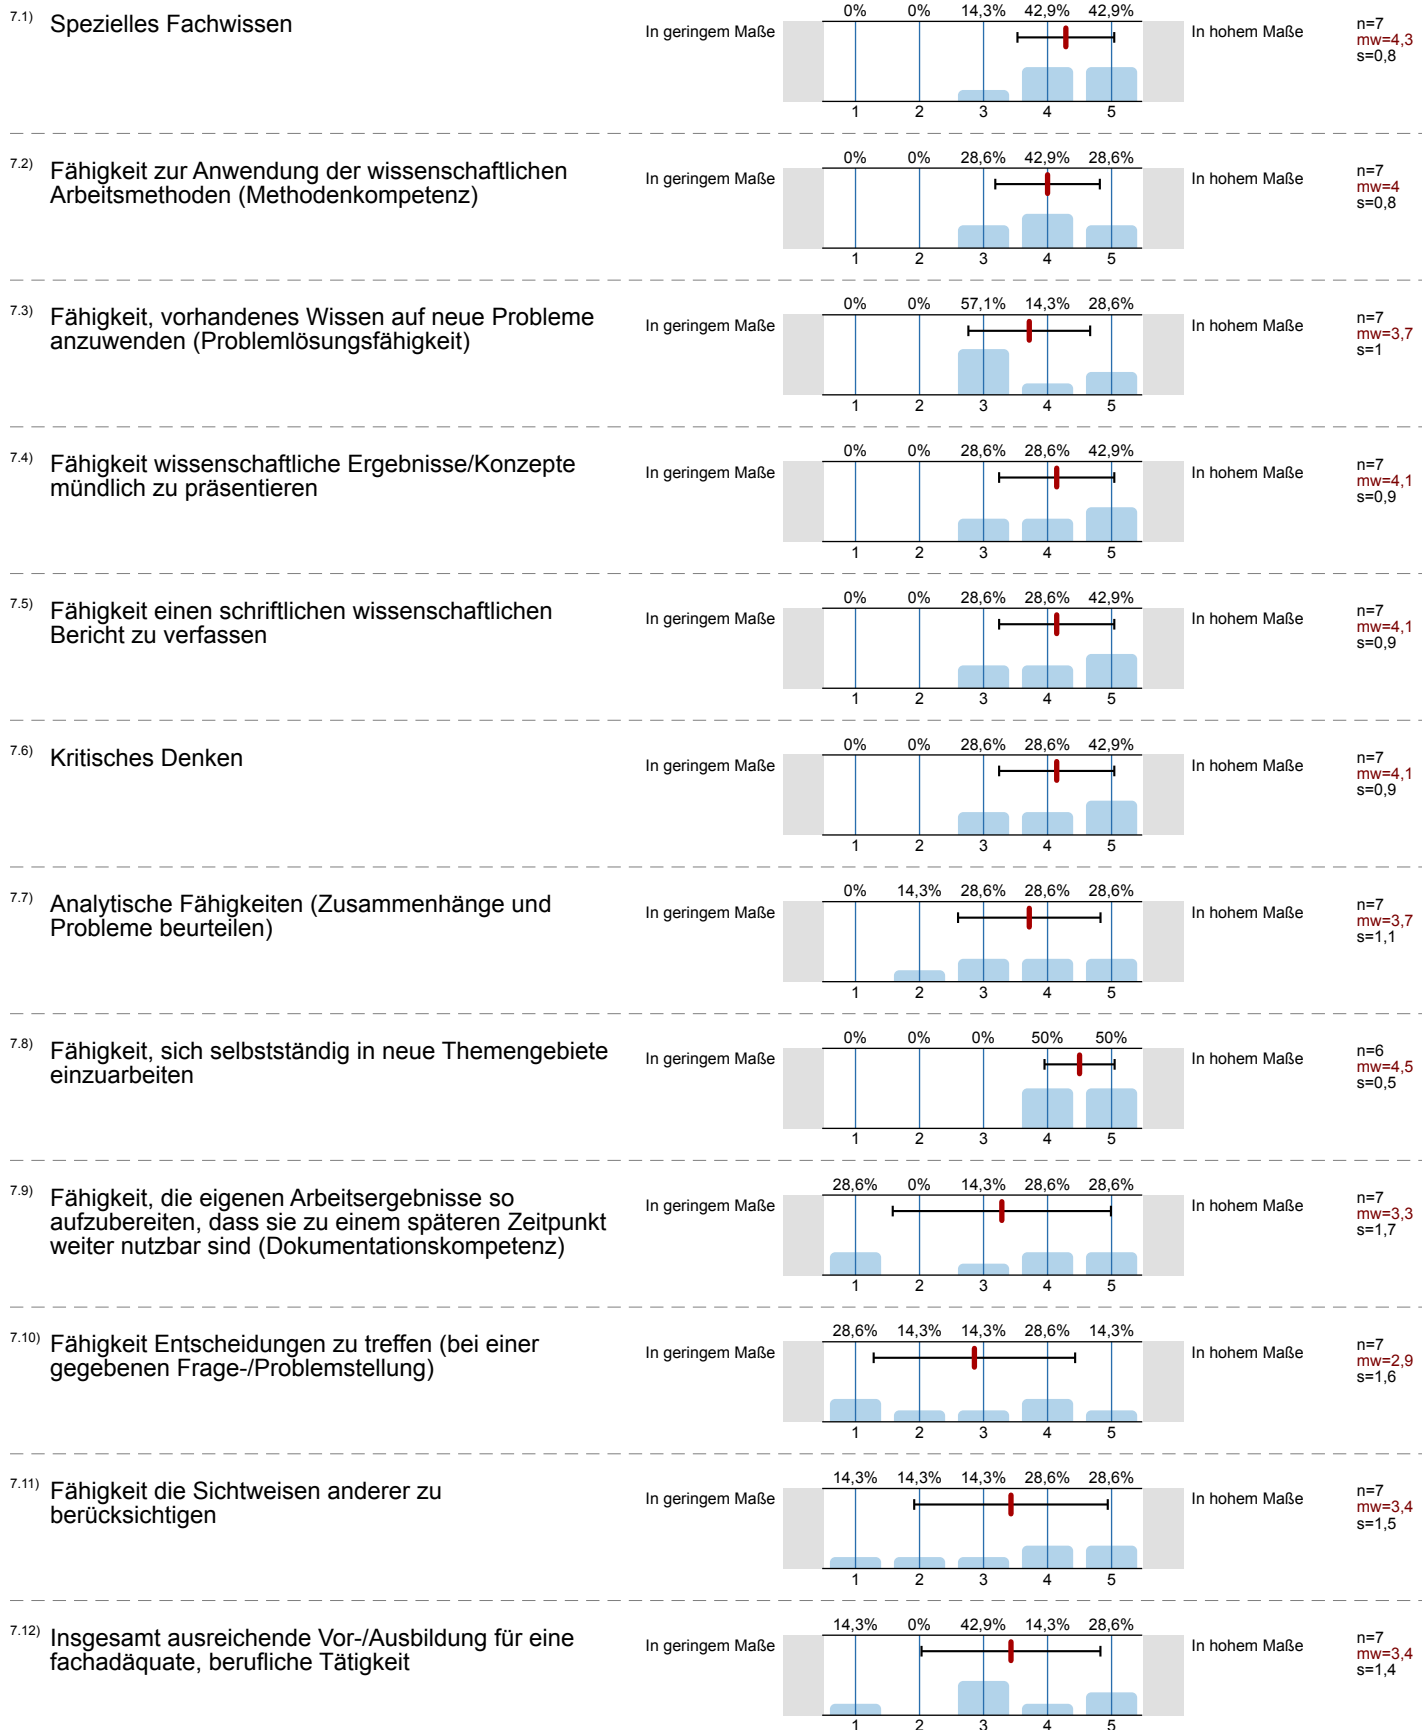 7.1) Spezielles Fachwissen
In geringem Maße
0% 0% 14,3% 42,9% 42,9%
1 2 3 4 5
In hohem Maße
n=7
mw=4,3
s=0,8
7.2) Fähigkeit zur Anwendung der wissenschaftlichen
Arbeitsmethoden (Methodenkompetenz)
In geringem Maße
0% 0% 28,6% 42,9% 28,6%
1 2 3 4 5
In hohem Maße
n=7
mw=4
s=0,8
7.3) Fähigkeit, vorhandenes Wissen auf neue Probleme
anzuwenden (Problemlösungsfähigkeit)
In geringem Maße
0% 0% 57,1% 14,3% 28,6%
1 2 3 4 5
In hohem Maße
n=7
mw=3,7
s=1
7.4) Fähigkeit wissenschaftliche Ergebnisse/Konzepte
mündlich zu präsentieren
In geringem Maße
0% 0% 28,6% 28,6% 42,9%
1 2 3 4 5
In hohem Maße
n=7
mw=4,1
s=0,9
7.5) Fähigkeit einen schriftlichen wissenschaftlichen
Bericht zu verfassen
In geringem Maße
0% 0% 28,6% 28,6% 42,9%
1 2 3 4 5
In hohem Maße
n=7
mw=4,1
s=0,9
7.6) Kritisches Denken
In geringem Maße
0% 0% 28,6% 28,6% 42,9%
1 2 3 4 5
In hohem Maße
n=7
mw=4,1
s=0,9
7.7) Analytische Fähigkeiten (Zusammenhänge und
Probleme beurteilen)
In geringem Maße
0% 14,3% 28,6% 28,6% 28,6%
1 2 3 4 5
In hohem Maße
n=7
mw=3,7
s=1,1
7.8) Fähigkeit, sich selbstständig in neue Themengebiete
einzuarbeiten
In geringem Maße
0% 0% 0% 50% 50%
1 2 3 4 5
In hohem Maße
n=6
mw=4,5
s=0,5
7.9) Fähigkeit, die eigenen Arbeitsergebnisse so
aufzubereiten, dass sie zu einem späteren Zeitpunkt
weiter nutzbar sind (Dokumentationskompetenz)
In geringem Maße
28,6% 0% 14,3% 28,6% 28,6%
1 2 3 4 5
In hohem Maße
n=7
mw=3,3
s=1,7
7.10) Fähigkeit Entscheidungen zu treffen (bei einer
gegebenen Frage-/Problemstellung)
In geringem Maße
28,6% 14,3% 14,3% 28,6% 14,3%
1 2 3 4 5
In hohem Maße
n=7
mw=2,9
s=1,6
7.11) Fähigkeit die Sichtweisen anderer zu
berücksichtigen
In geringem Maße
14,3% 14,3% 14,3% 28,6% 28,6%
1 2 3 4 5
In hohem Maße
n=7
mw=3,4
s=1,5
7.12) Insgesamt ausreichende Vor-/Ausbildung für eine
fachadäquate, berufliche Tätigkeit
In geringem Maße
14,3% 0% 42,9% 14,3% 28,6%
1 2 3 4 5
In hohem Maße
n=7
mw=3,4
s=1,4